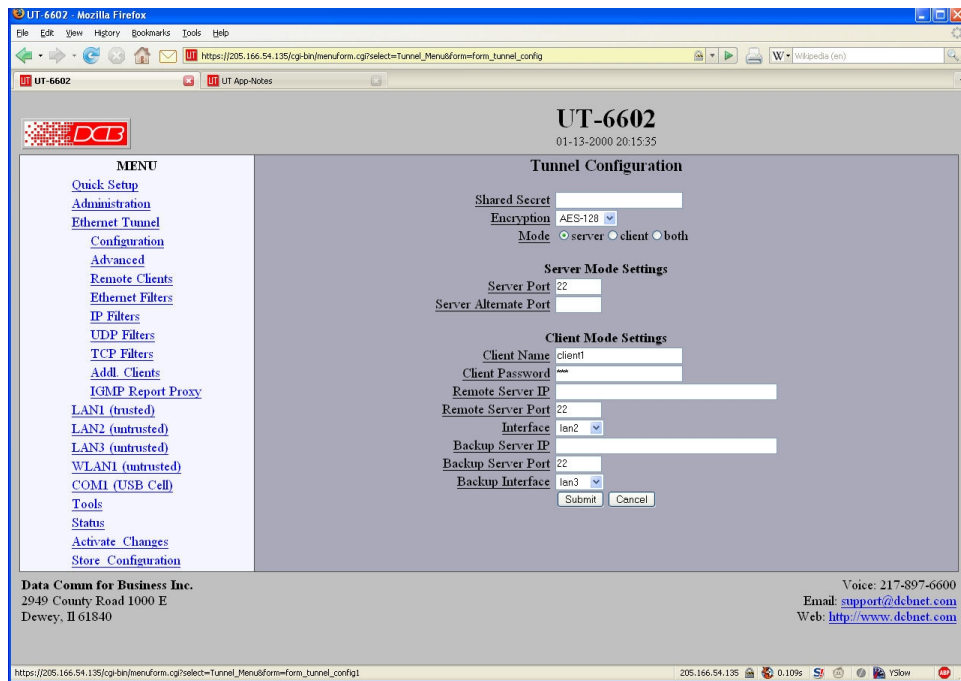 UT-6602 - Mozilla Firefox
File Edit View History Bookmarks Tools Help
https://205.166.54.135/cgi-bin/menuform.cgi?select=Tunnel_Menu&form=form_tunnel_config
W Wikipedia (en)
UT UT-6602
UT UT App-Notes
DCB
UT-6602
01-13-2000 20:15:35
MENU
Quick Setup
Administration
Ethernet Tunnel
Configuration
Advanced
Remote Clients
Ethernet Filters
IP Filters
UDP Filters
TCP Filters
Addl. Clients
IGMP Report Proxy
LAN1 (trusted)
LAN2 (untrusted)
LAN3 (untrusted)
WLAN1 (untrusted)
COM1 (USB Cell)
Tools
Status
Activate Changes
Store Configuration
Tunnel Configuration
Shared Secret
Encryption AES-128
Mode server client both
Server Mode Settings
Server Port 22
Server Alternate Port
Client Mode Settings
Client Name client1
Client Password ****
Remote Server IP
Remote Server Port 22
Interface lan2
Backup Server IP
Backup Server Port 22
Backup Interface lan3
Submit Cancel
Data Comm for Business Inc.
2949 County Road 1000 E
Dewey, Il 61840
Voice: 217-897-6600
Email: support@dcbnet.com
Web: http://www.dcbnet.com
https://205.166.54.135/cgi-bin/menuform.cgi?select=Tunnel_Menu&form=form_tunnel_config1
205.166.54.135 0.109s YSlow ABP